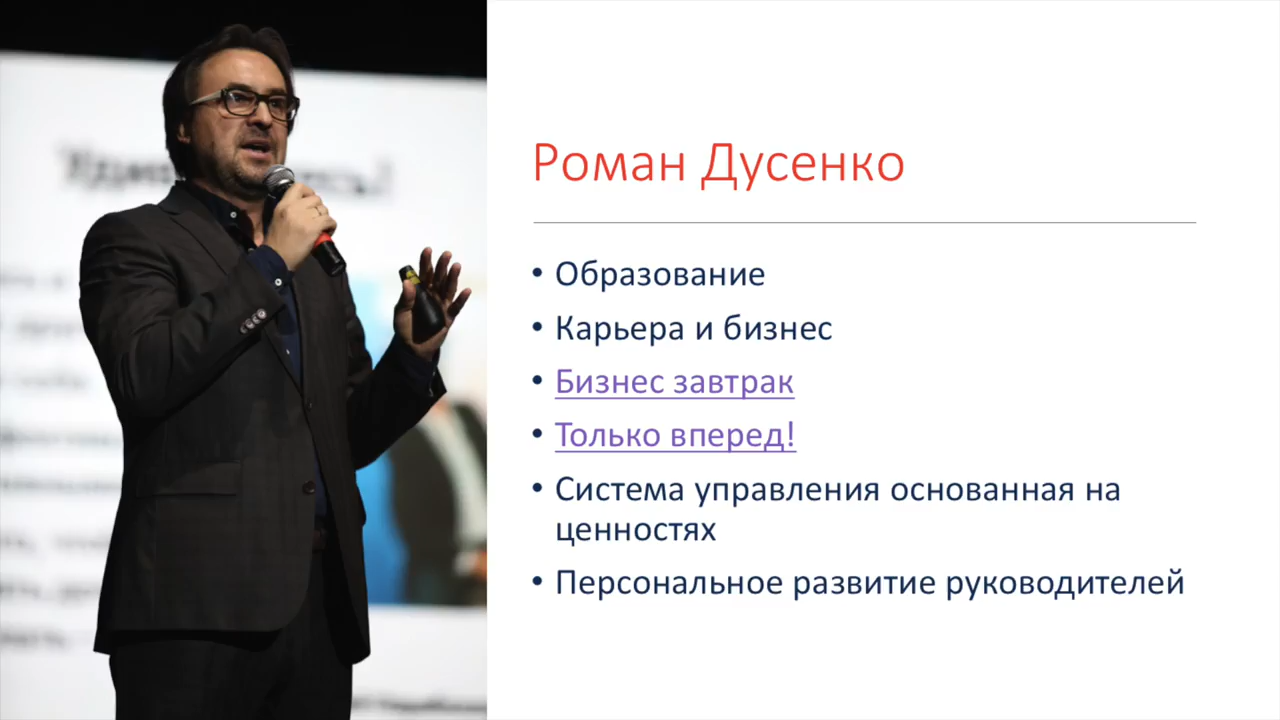 Роман Дусенко
• Образование
• Карьера и бизнес
• Бизнес завтрак
• Только вперед!
• Система управления основанная на
ценностях
• Персональное развитие руководителей